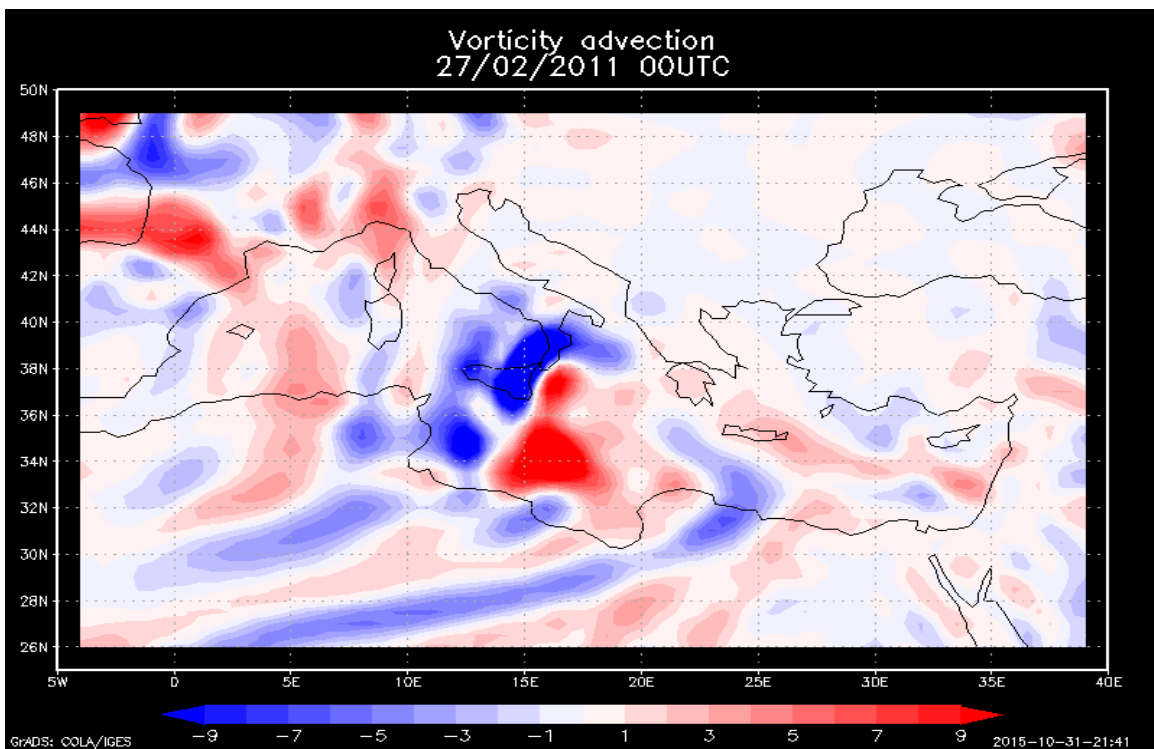 Vorticity advection
27/02/2011 00UTC
50N
48N
46N
44N
42N
40N
38N
36N
34N
32N
30N
28N
26N
5W 0 5E 10E 15E 20E 25E 30E 35E 40E
-9 -7 -5 -3 -1 1 3 5 7 9
GrADS: COLA/IGES 2015-10-31-21:41